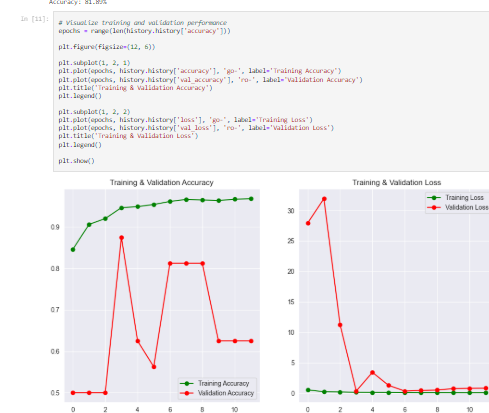 Accuracy: 81.89%
In [11]:
# Visualize training and validation performance
epochs = range(len(history.history['accuracy']))
plt.figure(figsize=(12, 6))
plt.subplot(1, 2, 1)
plt.plot(epochs, history.history['accuracy'], 'go-', label='Training Accuracy')
plt.plot(epochs, history.history['val_accuracy'], 'ro-', label='Validation Accuracy')
plt.title('Training & Validation Accuracy')
plt.legend()
plt.subplot(1, 2, 2)
plt.plot(epochs, history.history['loss'], 'go-', label='Training Loss')
plt.plot(epochs, history.history['val_loss'], 'ro-', label='Validation Loss')
plt.title('Training & Validation Loss')
plt.legend()
plt.show()
Training & Validation Accuracy
0.9
0.8
0.7
0.6
0.5
Training Accuracy
Validation Accuracy
0 2 4 6 8 10
Training & Validation Loss
Training Loss
Validation Loss
30
25
20
15
10
5
0
0 2 4 6 8 10